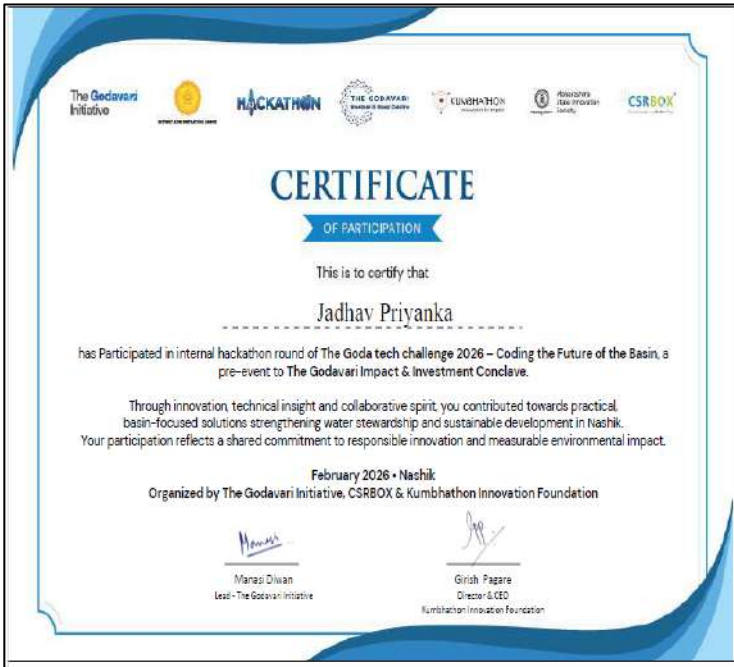 The Godavari
Initiative
HACKATHON
THE GODAVARI
KUMBHATHON
Maharashtra
State Innovation
Society
CSRBOX
CERTIFICATE
OF PARTICIPATION
This is to certify that
Jadhav Priyanka
has Participated in internal hackathon round of The Goda tech challenge 2026 – Coding the Future of the Basin, a
pre-event to The Godavari Impact & Investment Conclave.
Through innovation, technical insight and collaborative spirit, you contributed towards practical,
basin-focused solutions strengthening water stewardship and sustainable development in Nashik.
Your participation reflects a shared commitment to responsible innovation and measurable environmental impact.
February 2026 • Nashik
Organized by The Godavari Initiative, CSRBOX & Kumbhathon Innovation Foundation
Manasi Diwan
Lead - The Godavari Initiative
Girish Pagare
Director & CEO
Kumbhathon Innovation Foundation